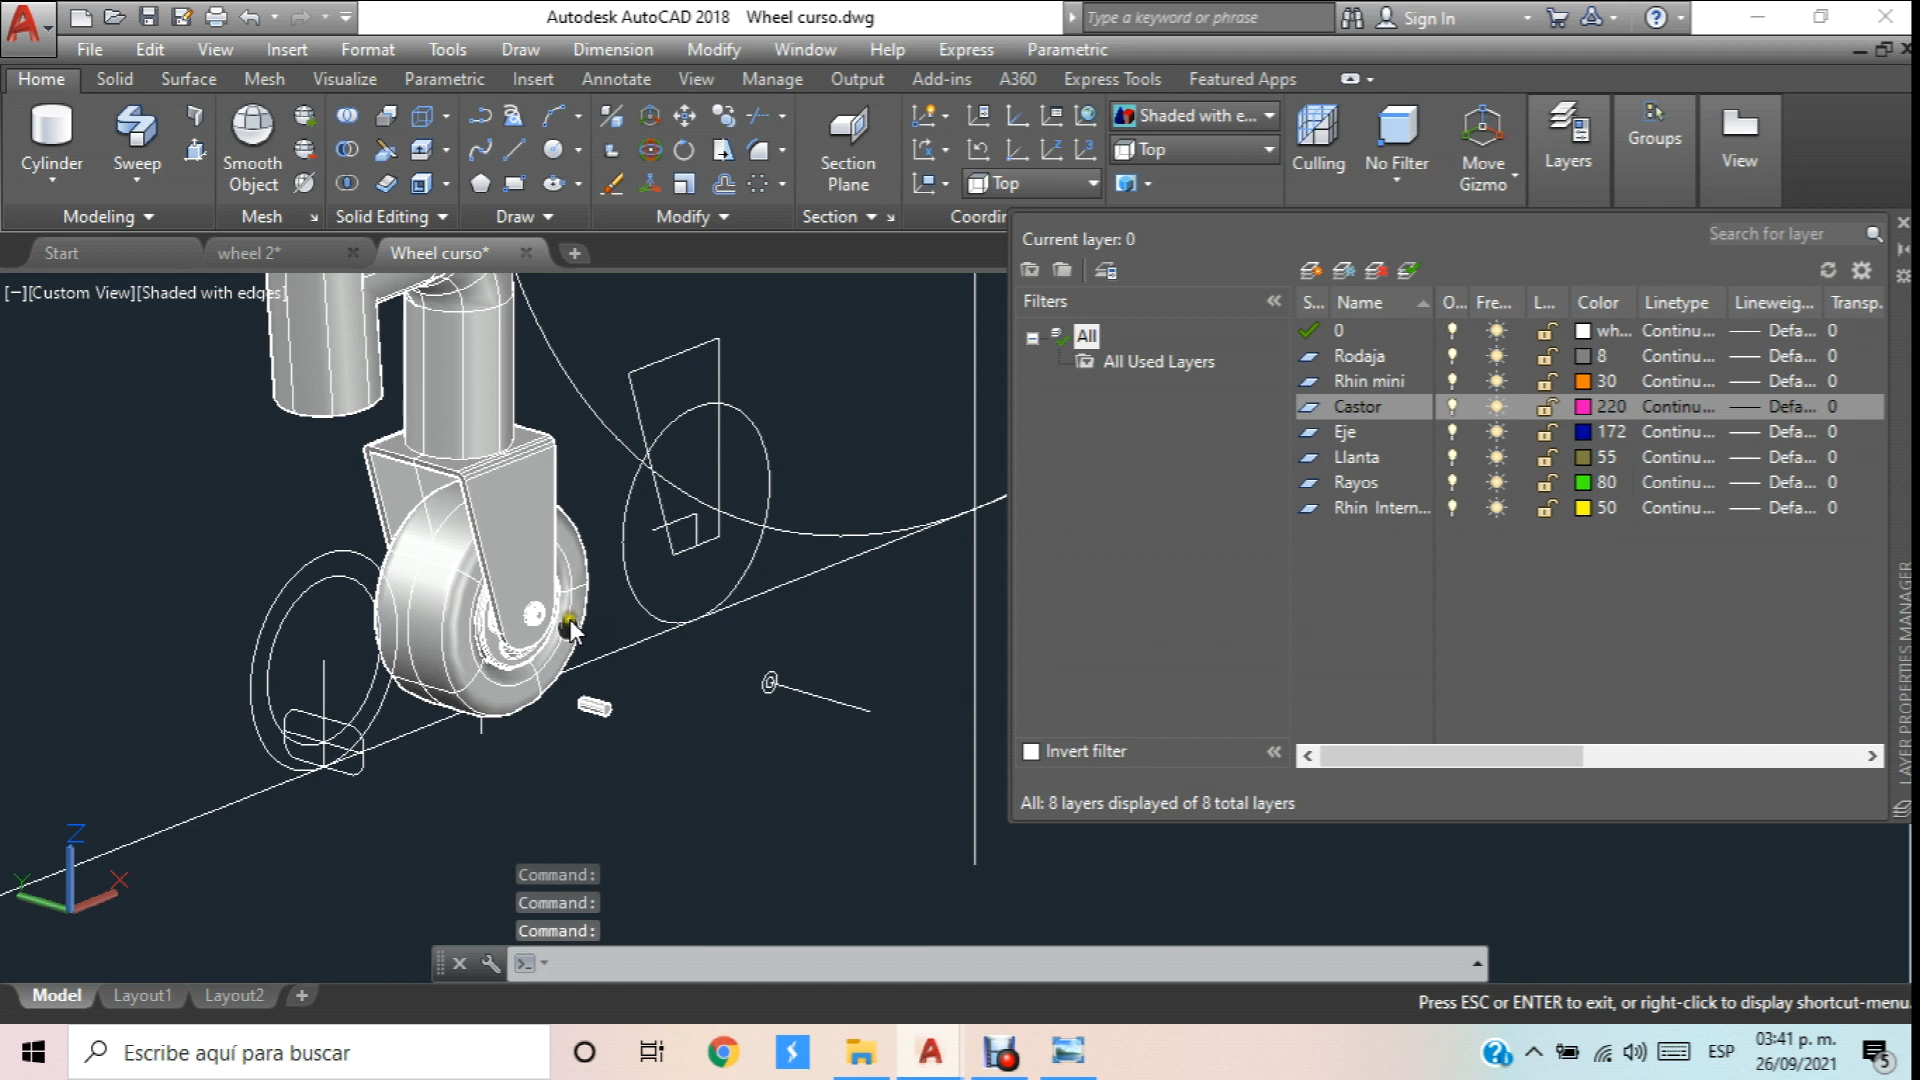 Autodesk AutoCAD 2018 Wheel curso.dwg
Type a keyword or phrase
Sign In
File Edit View Insert Format Tools Draw Dimension Modify Window Help Express Parametric
Home Solid Surface Mesh Visualize Parametric Insert Annotate View Manage Output Add-ins A360 Express Tools Featured Apps
Cylinder Sweep Smooth Object Section Plane Shaded with e... Top Top Culling No Filter Move Gizmo Layers Groups View
Modeling Mesh Solid Editing Draw Modify Section Coordin
Start wheel 2* Wheel curso*
[−][Custom View][Shaded with edges]
Current layer: 0
Search for layer
Filters
All
All Used Layers
Invert filter
S... Name O... Fre... L... Color Linetype Lineweig... Transp.
0 wh... Continu... Defa... 0
Rodaja 8 Continu... Defa... 0
Rhin mini 30 Continu... Defa... 0
Castor 220 Continu... Defa... 0
Eje 172 Continu... Defa... 0
Llanta 55 Continu... Defa... 0
Rayos 80 Continu... Defa... 0
Rhin Intern... 50 Continu... Defa... 0
All: 8 layers displayed of 8 total layers
LAYER PROPERTIES MANAGER
Z
Y
X
Command:
Command:
Command:
Model Layout1 Layout2
Press ESC or ENTER to exit, or right-click to display shortcut-menu.
Escribe aquí para buscar
ESP
03:41 p. m.
26/09/2021
5